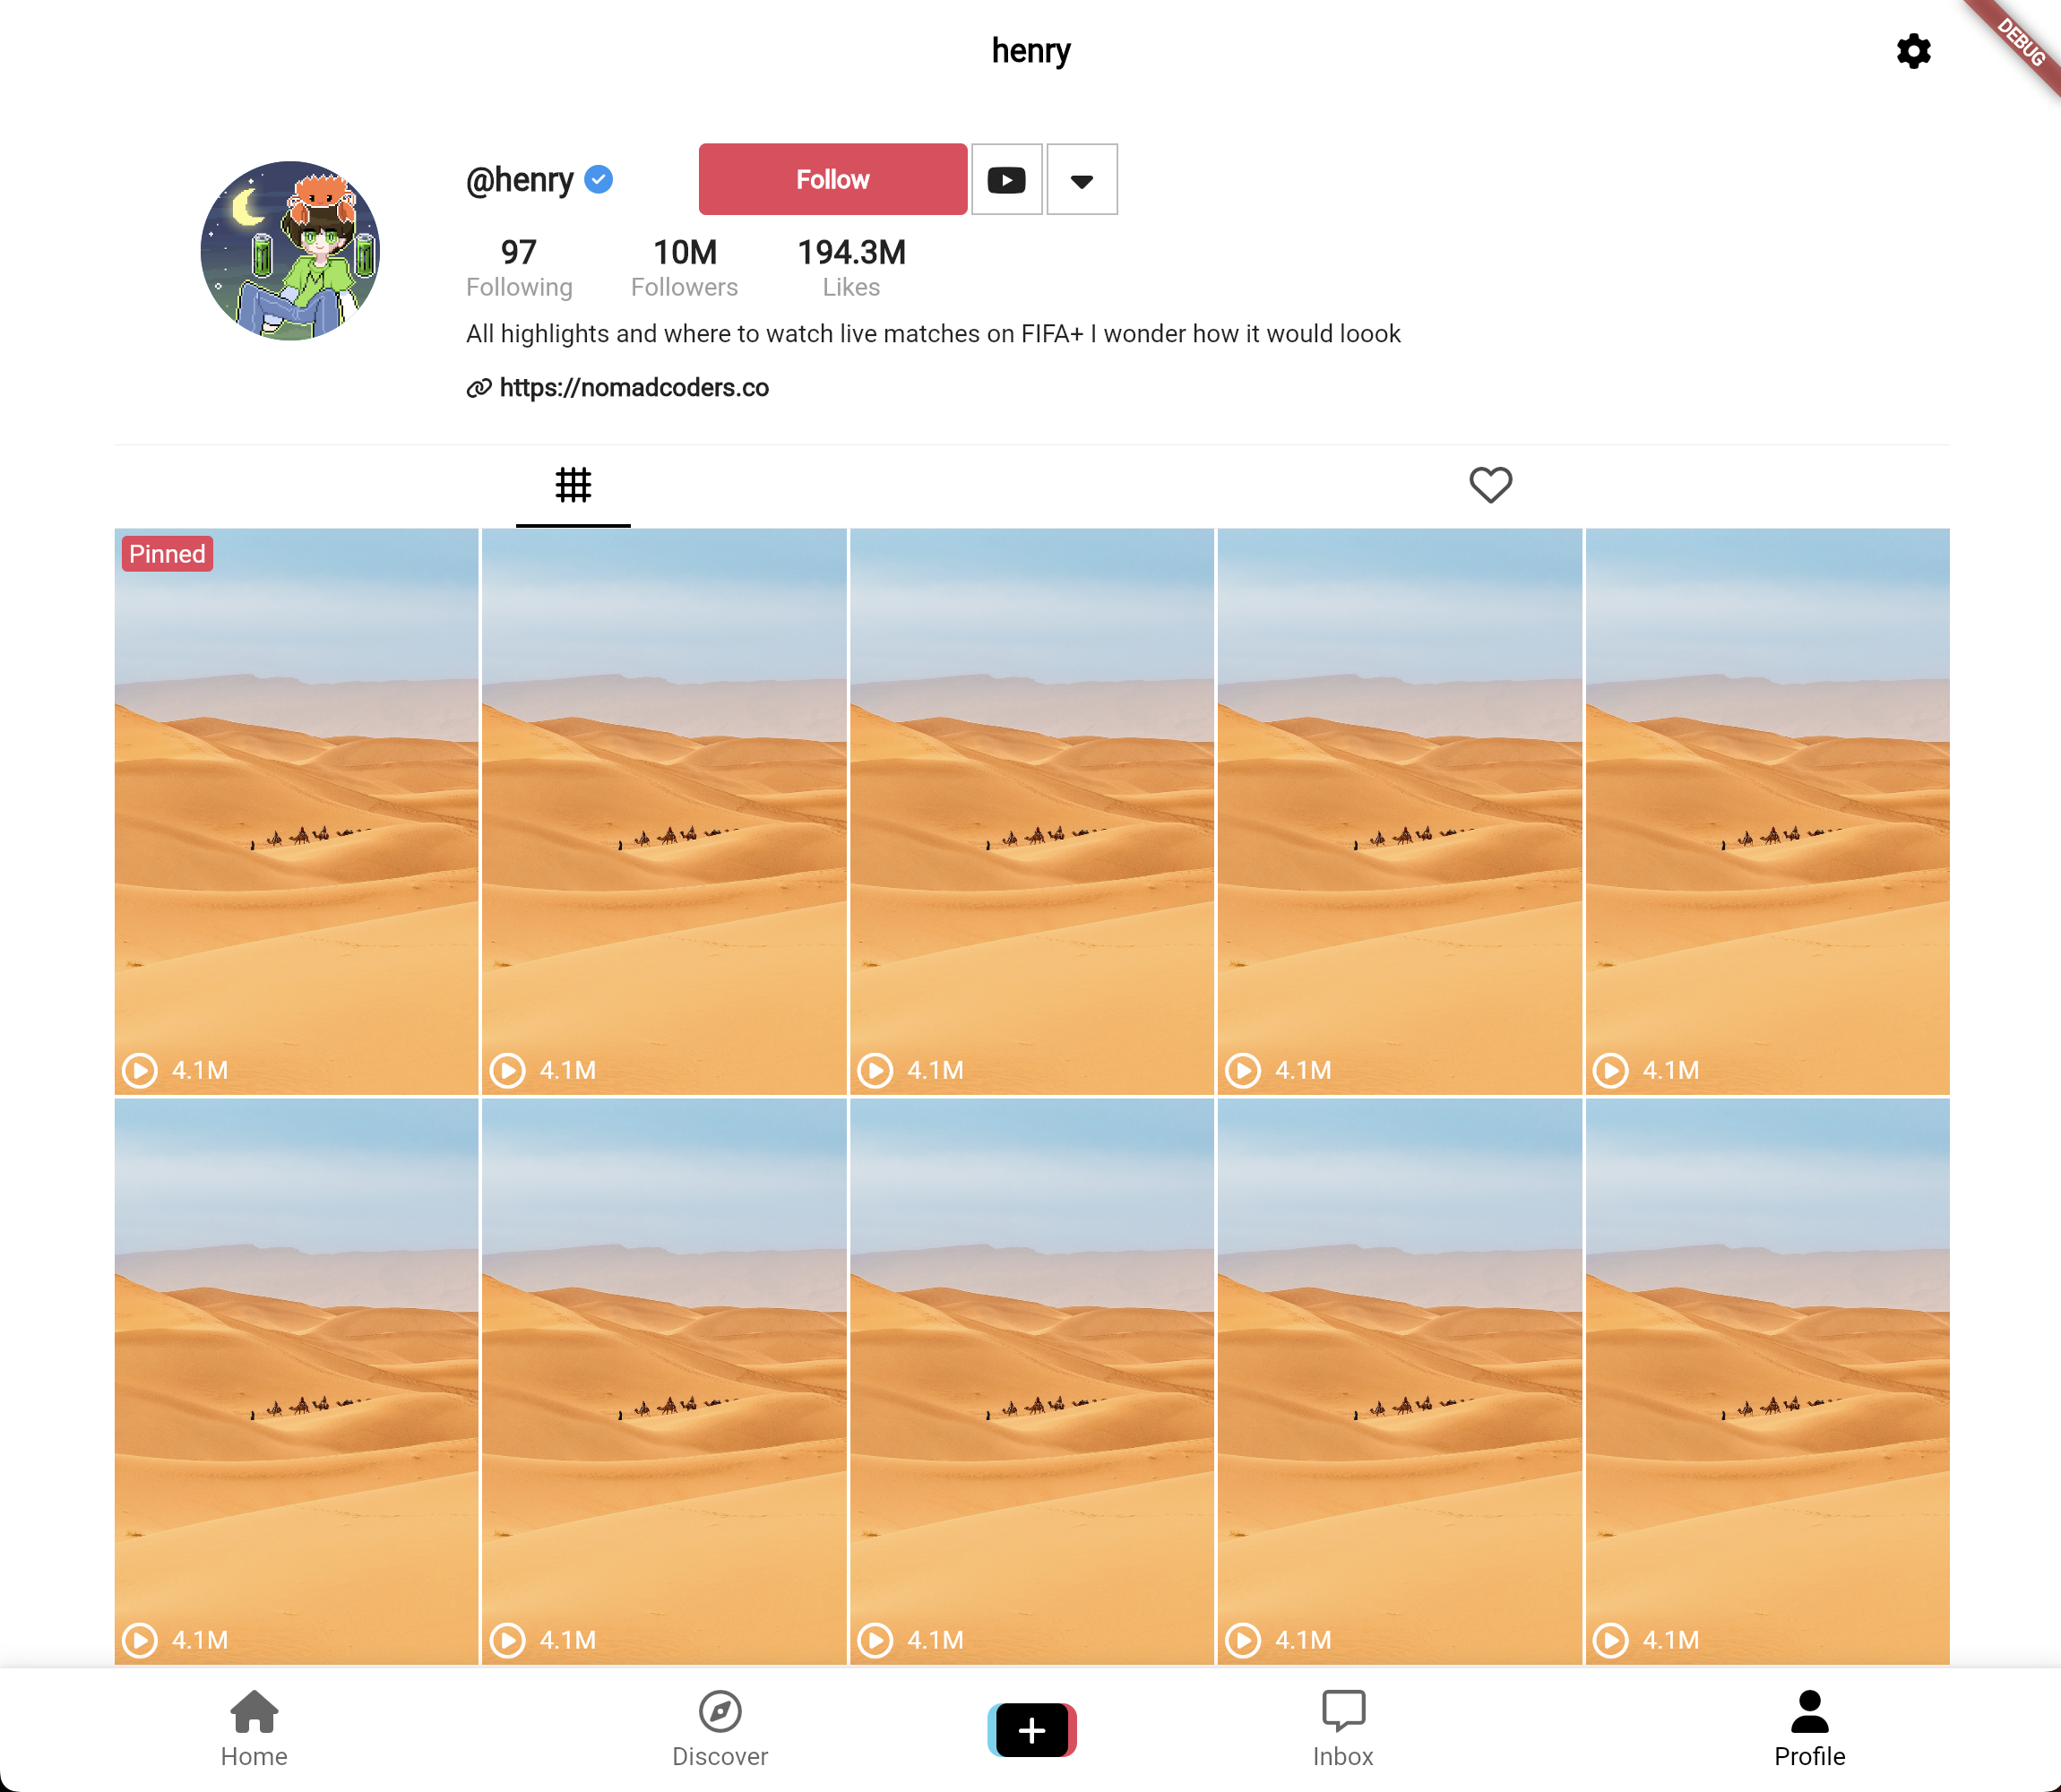 henry
DEBUG
@henry
Follow
97
10M
194.3M
Following
Followers
Likes
All highlights and where to watch live matches on FIFA+ I wonder how it would loook
https://nomadcoders.co
Pinned
4.1M
4.1M
4.1M
4.1M
4.1M
4.1M
4.1M
4.1M
4.1M
4.1M
Home
Discover
Inbox
Profile